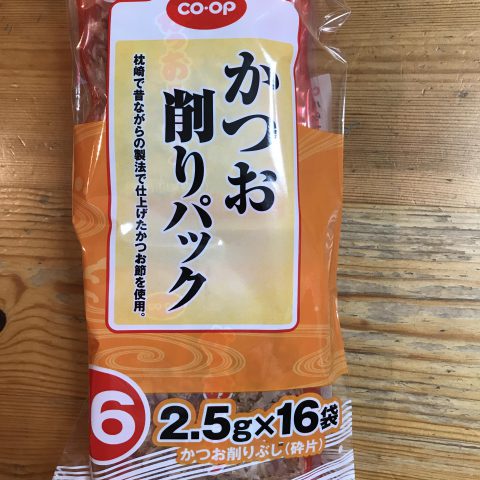 CO·OP
かつお
削りパック
枕崎で昔ながらの製法で仕上げたかつお節を使用。
6
2.5g×16袋
かつお削りぶし(砕片)